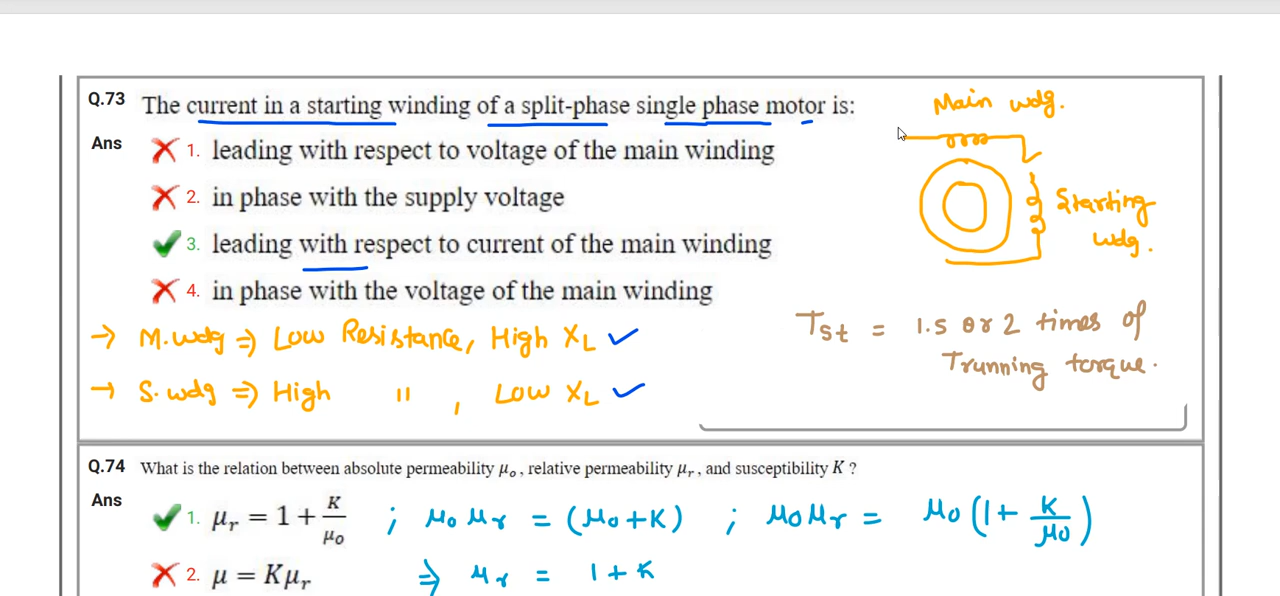 Q.73 The current in a starting winding of a split-phase single phase motor is:
Main wdg.
Ans 1. leading with respect to voltage of the main winding
2. in phase with the supply voltage
Starting
wdg.
3. leading with respect to current of the main winding
4. in phase with the voltage of the main winding
→ M.wdg ⇒ Low Resistance, High XL ✓
→ S.wdg ⇒ High " , Low XL ✓
Tst = 1.5 or 2 times of
Trunning torque.
Q.74 What is the relation between absolute permeability μₒ, relative permeability μᵣ, and susceptibility K ?
Ans 1. μᵣ = 1 + K/μₒ ; μ₀μᵣ = (μ₀+K) ; μ₀μᵣ = μ₀(1+ K/μ₀)
2. μ = Kμᵣ ⇒ μᵣ = 1+K